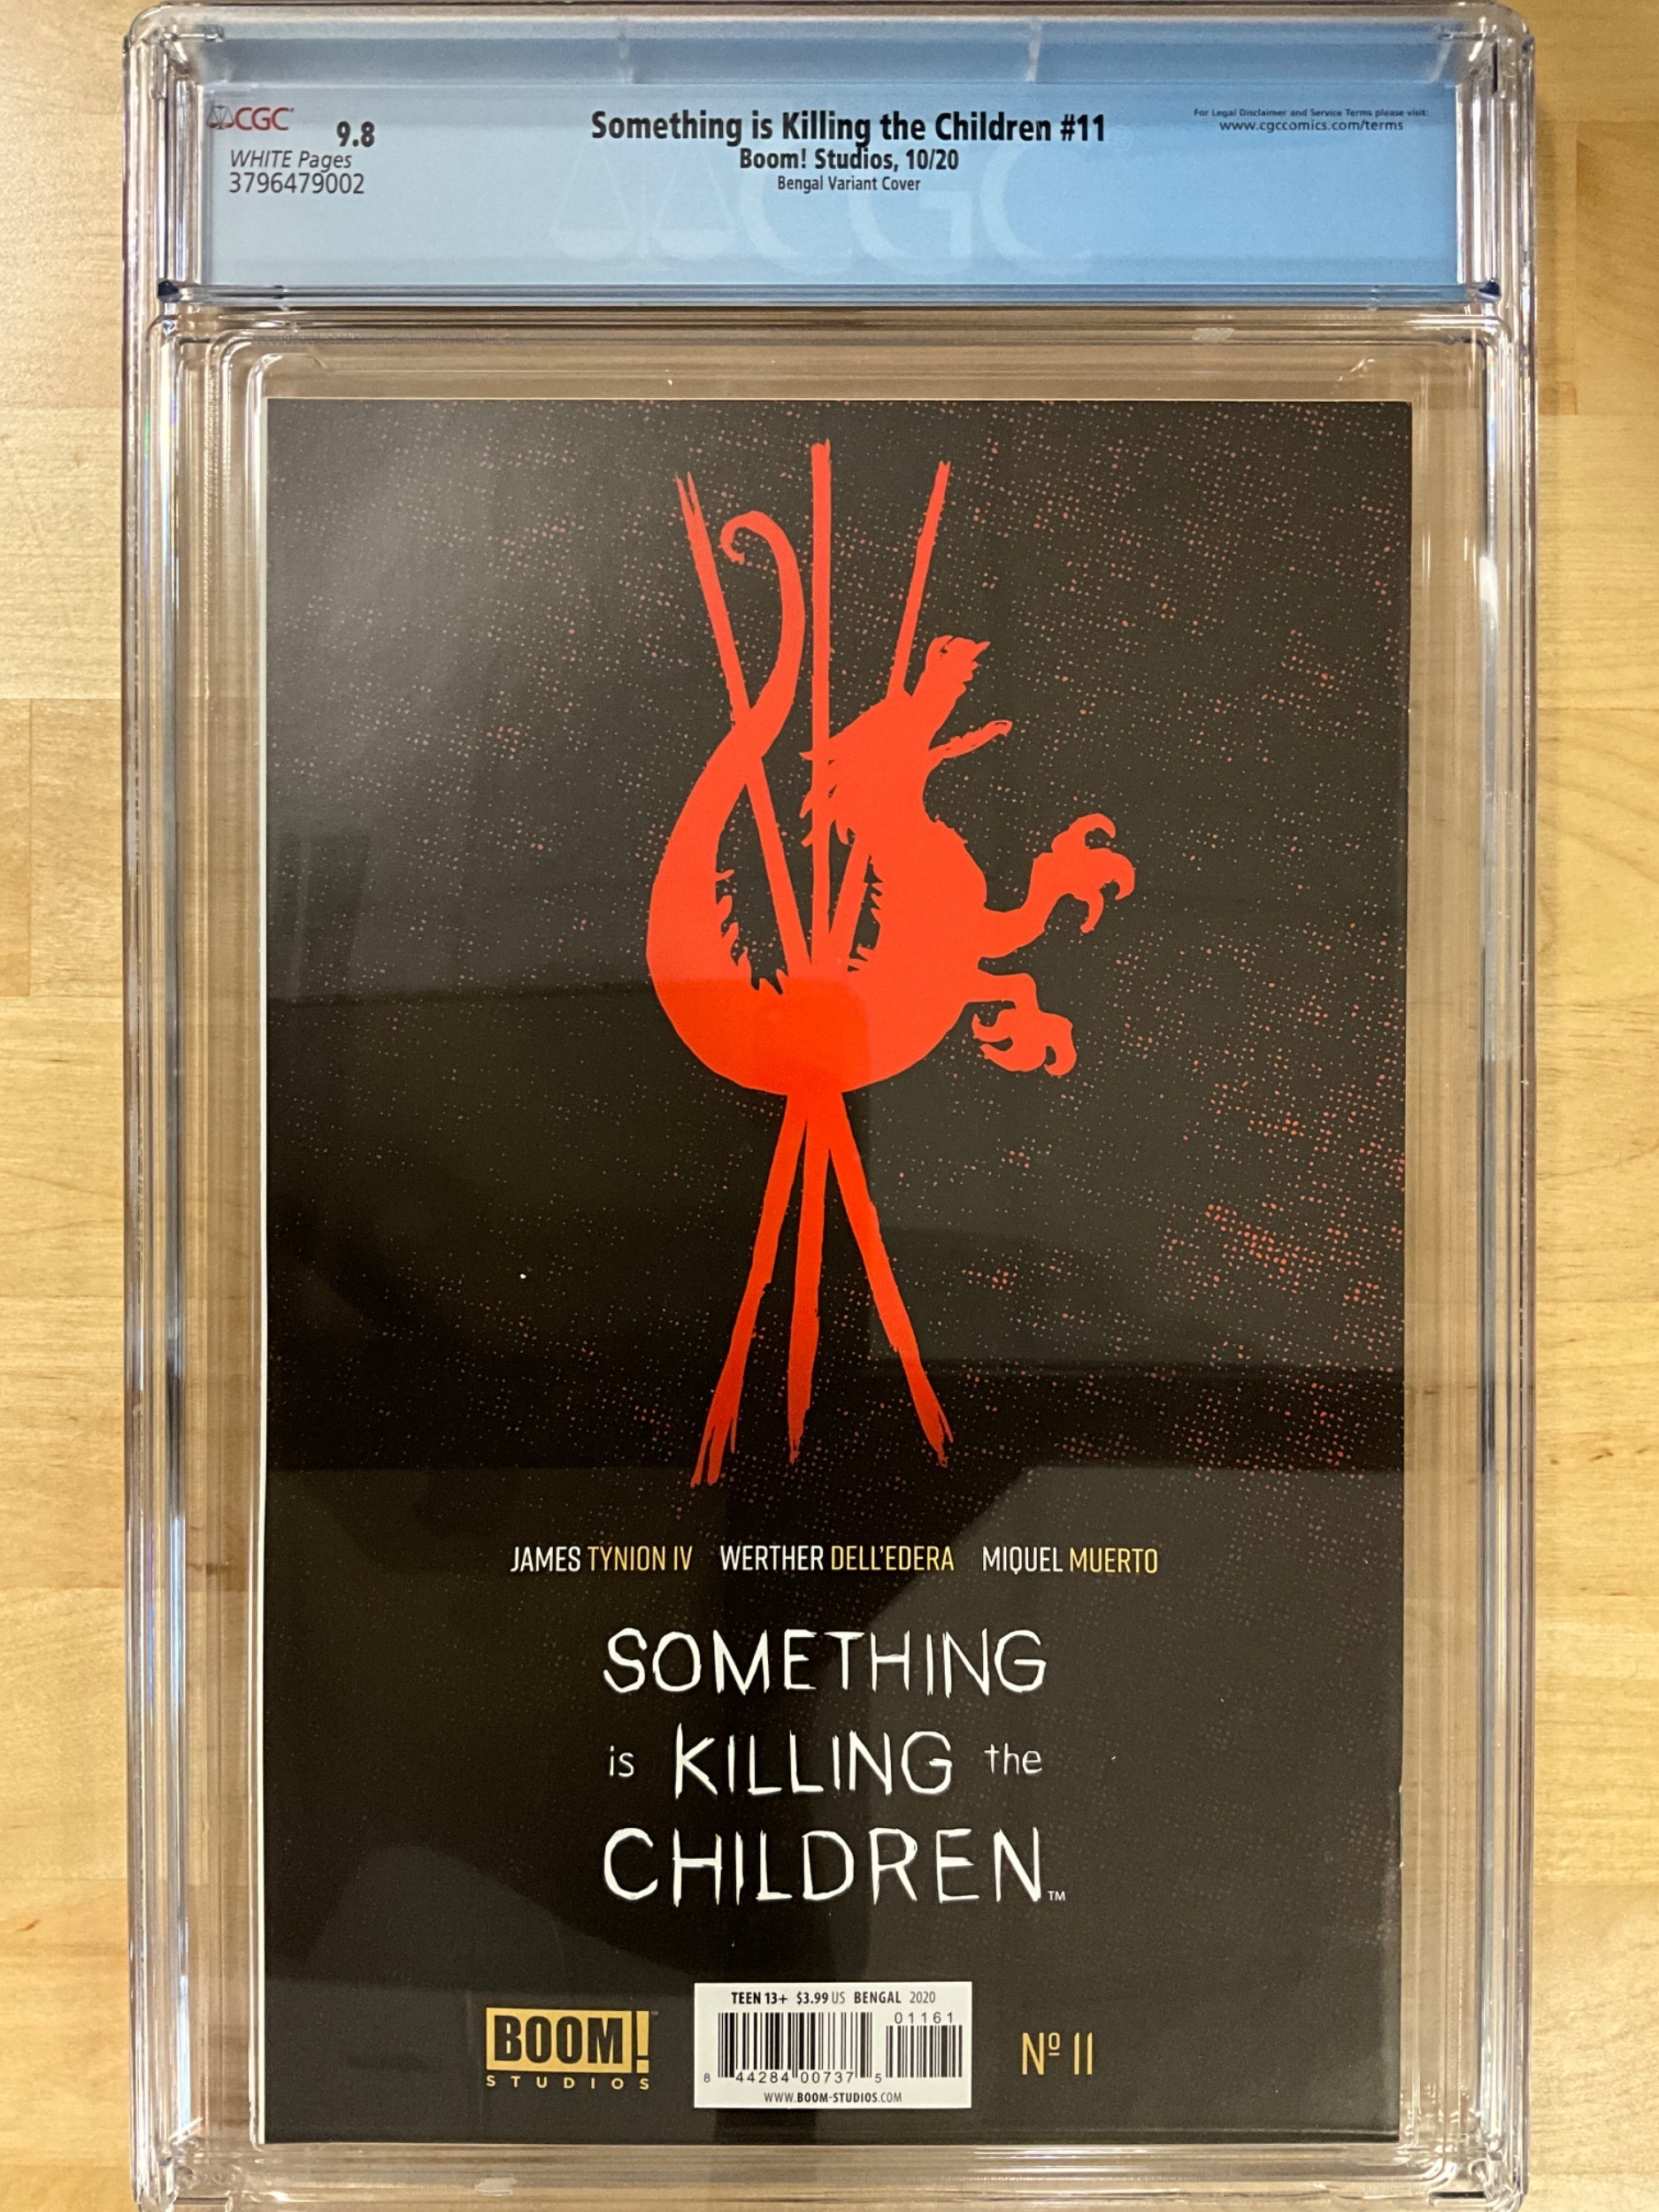 CGC
9.8
WHITE Pages
3796479002
Something is Killing the Children #11
Boom! Studios, 10/20
Bengal Variant Cover
For Legal Disclaimer and Service Terms please visit:
www.cgccomics.com/terms
CGC
JAMES TYNION IV WERTHER DELL'EDERA MIQUEL MUERTO
SOMETHING
is KILLING the
CHILDREN™
BOOM!™
STUDIOS
TEEN 13+ $3.99 US BENGAL 2020
01161
8 44284 00737 5
WWW.BOOM-STUDIOS.COM
Nº 11